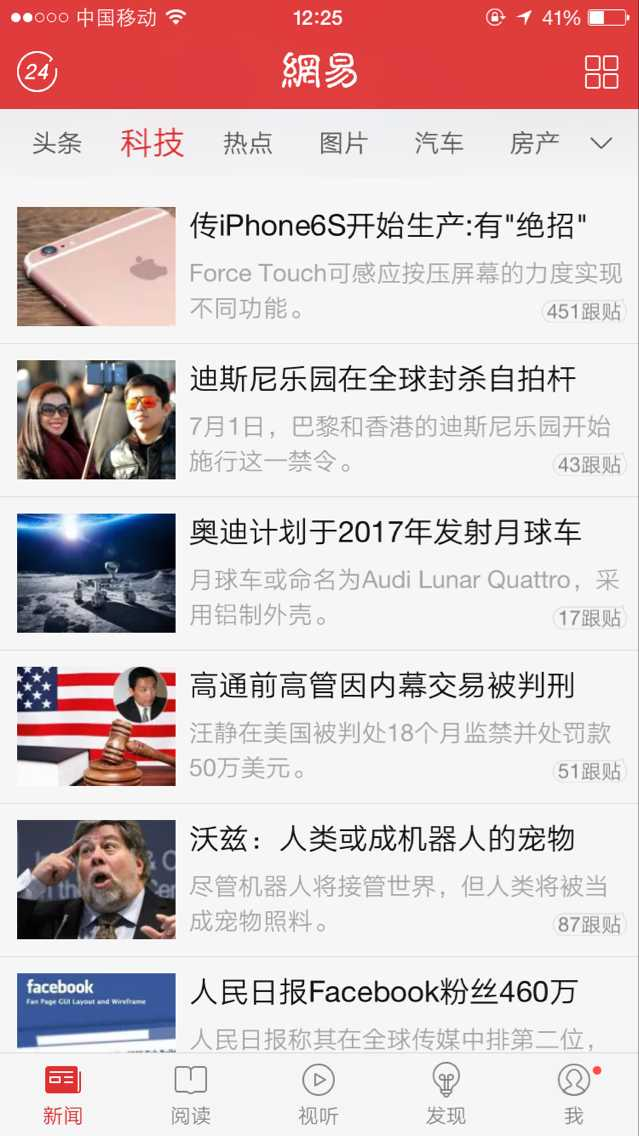 中国移动 12:25 41%
24 網易
头条 科技 热点 图片 汽车 房产
传iPhone6S开始生产:有"绝招"
Force Touch可感应按压屏幕的力度实现
不同功能。
451跟贴
迪斯尼乐园在全球封杀自拍杆
7月1日，巴黎和香港的迪斯尼乐园开始
施行这一禁令。
43跟贴
奥迪计划于2017年发射月球车
月球车或命名为Audi Lunar Quattro，采
用铝制外壳。
17跟贴
高通前高管因内幕交易被判刑
汪静在美国被判处18个月监禁并处罚款
50万美元。
51跟贴
沃兹：人类或成机器人的宠物
尽管机器人将接管世界，但人类将被当
成宠物照料。
87跟贴
facebook
Fan Page GUI Layout and Wireframe
人民日报Facebook粉丝460万
人民日报称其在全球传媒中排第二位，
新闻 阅读 视听 发现 我